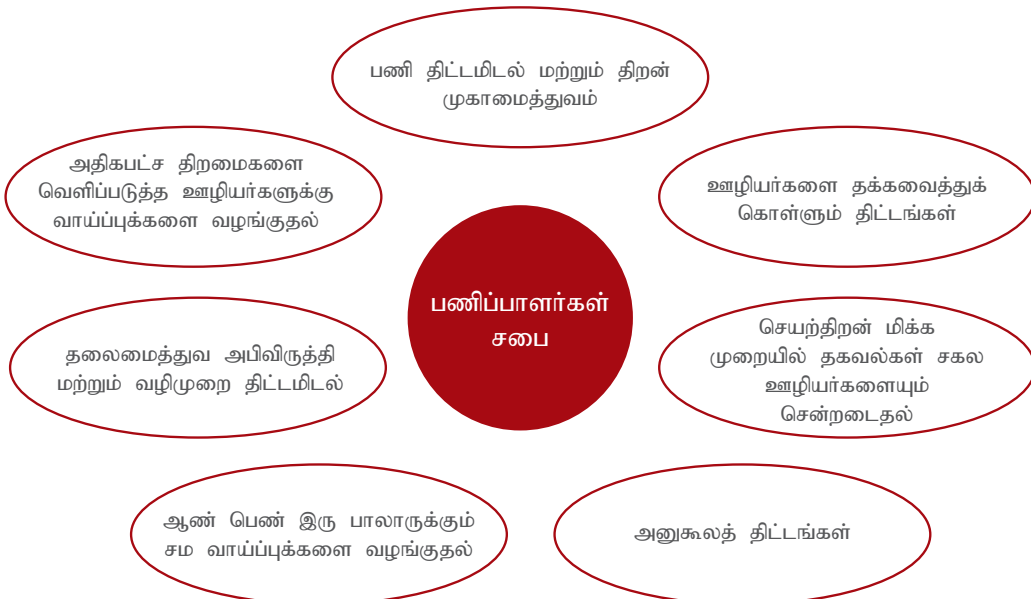 பணி திட்டமிடல் மற்றும் திறன்
முகாமைத்துவம்
அதிகபட்ச திறமைகளை
வெளிப்படுத்த ஊழியர்களுக்கு
வாய்ப்புக்களை வழங்குதல்
ஊழியர்களை தக்கவைத்துக்
கொள்ளும் திட்டங்கள்
பணிப்பாளர்கள்
சபை
தலைமைத்துவ அபிவிருத்தி
மற்றும் வழிமுறை திட்டமிடல்
செயற்திறன் மிக்க
முறையில் தகவல்கள் சகல
ஊழியர்களையும்
சென்றடைதல்
ஆண் பெண் இரு பாலாருக்கும்
சம வாய்ப்புக்களை வழங்குதல்
அனுகூலத் திட்டங்கள்